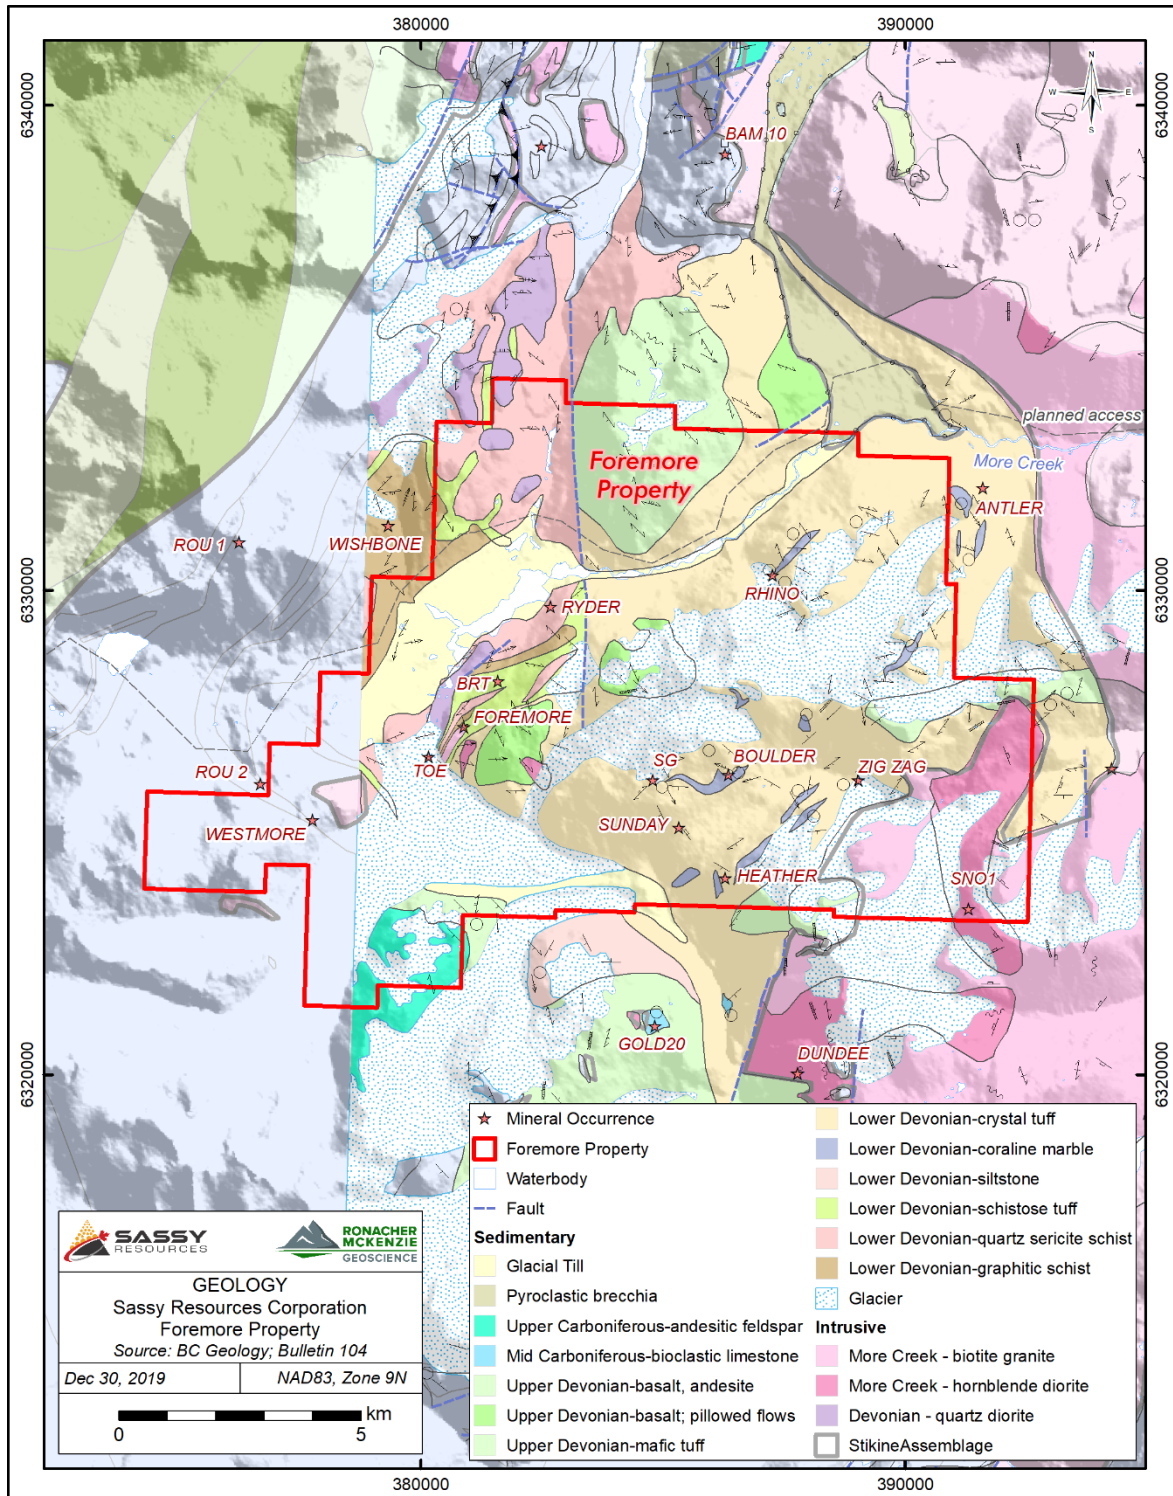 380000
390000
6340000
6340000
N
W
E
S
BAM 10
planned access
More Creek
Foremore
Property
ANTLER
ROU 1
WISHBONE
6330000
6330000
RHINO
RYDER
BRT
FOREMORE
TOE
SG
BOULDER
ZIG ZAG
ROU 2
WESTMORE
SUNDAY
HEATHER
SNO1
GOLD20
DUNDEE
6320000
6320000
Mineral Occurrence
Foremore Property
Waterbody
Fault
Sedimentary
Glacial Till
Pyroclastic brecchia
Upper Carboniferous-andesitic feldspar
Mid Carboniferous-bioclastic limestone
Upper Devonian-basalt, andesite
Upper Devonian-basalt; pillowed flows
Upper Devonian-mafic tuff
Lower Devonian-crystal tuff
Lower Devonian-coraline marble
Lower Devonian-siltstone
Lower Devonian-schistose tuff
Lower Devonian-quartz sericite schist
Lower Devonian-graphitic schist
Glacier
Intrusive
More Creek - biotite granite
More Creek - hornblende diorite
Devonian - quartz diorite
StikineAssemblage
SASSY
RESOURCES
RONACHER
MCKENZIE
GEOSCIENCE
GEOLOGY
Sassy Resources Corporation
Foremore Property
Source: BC Geology; Bulletin 104
Dec 30, 2019
NAD83, Zone 9N
km
0
5
380000
390000